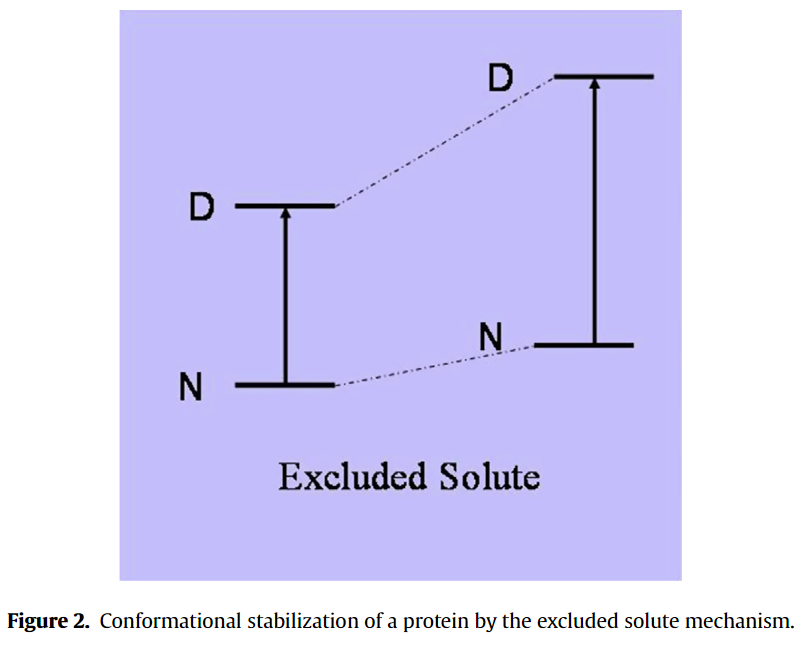 D
D
N
N
Excluded Solute
Figure 2. Conformational stabilization of a protein by the excluded solute mechanism.